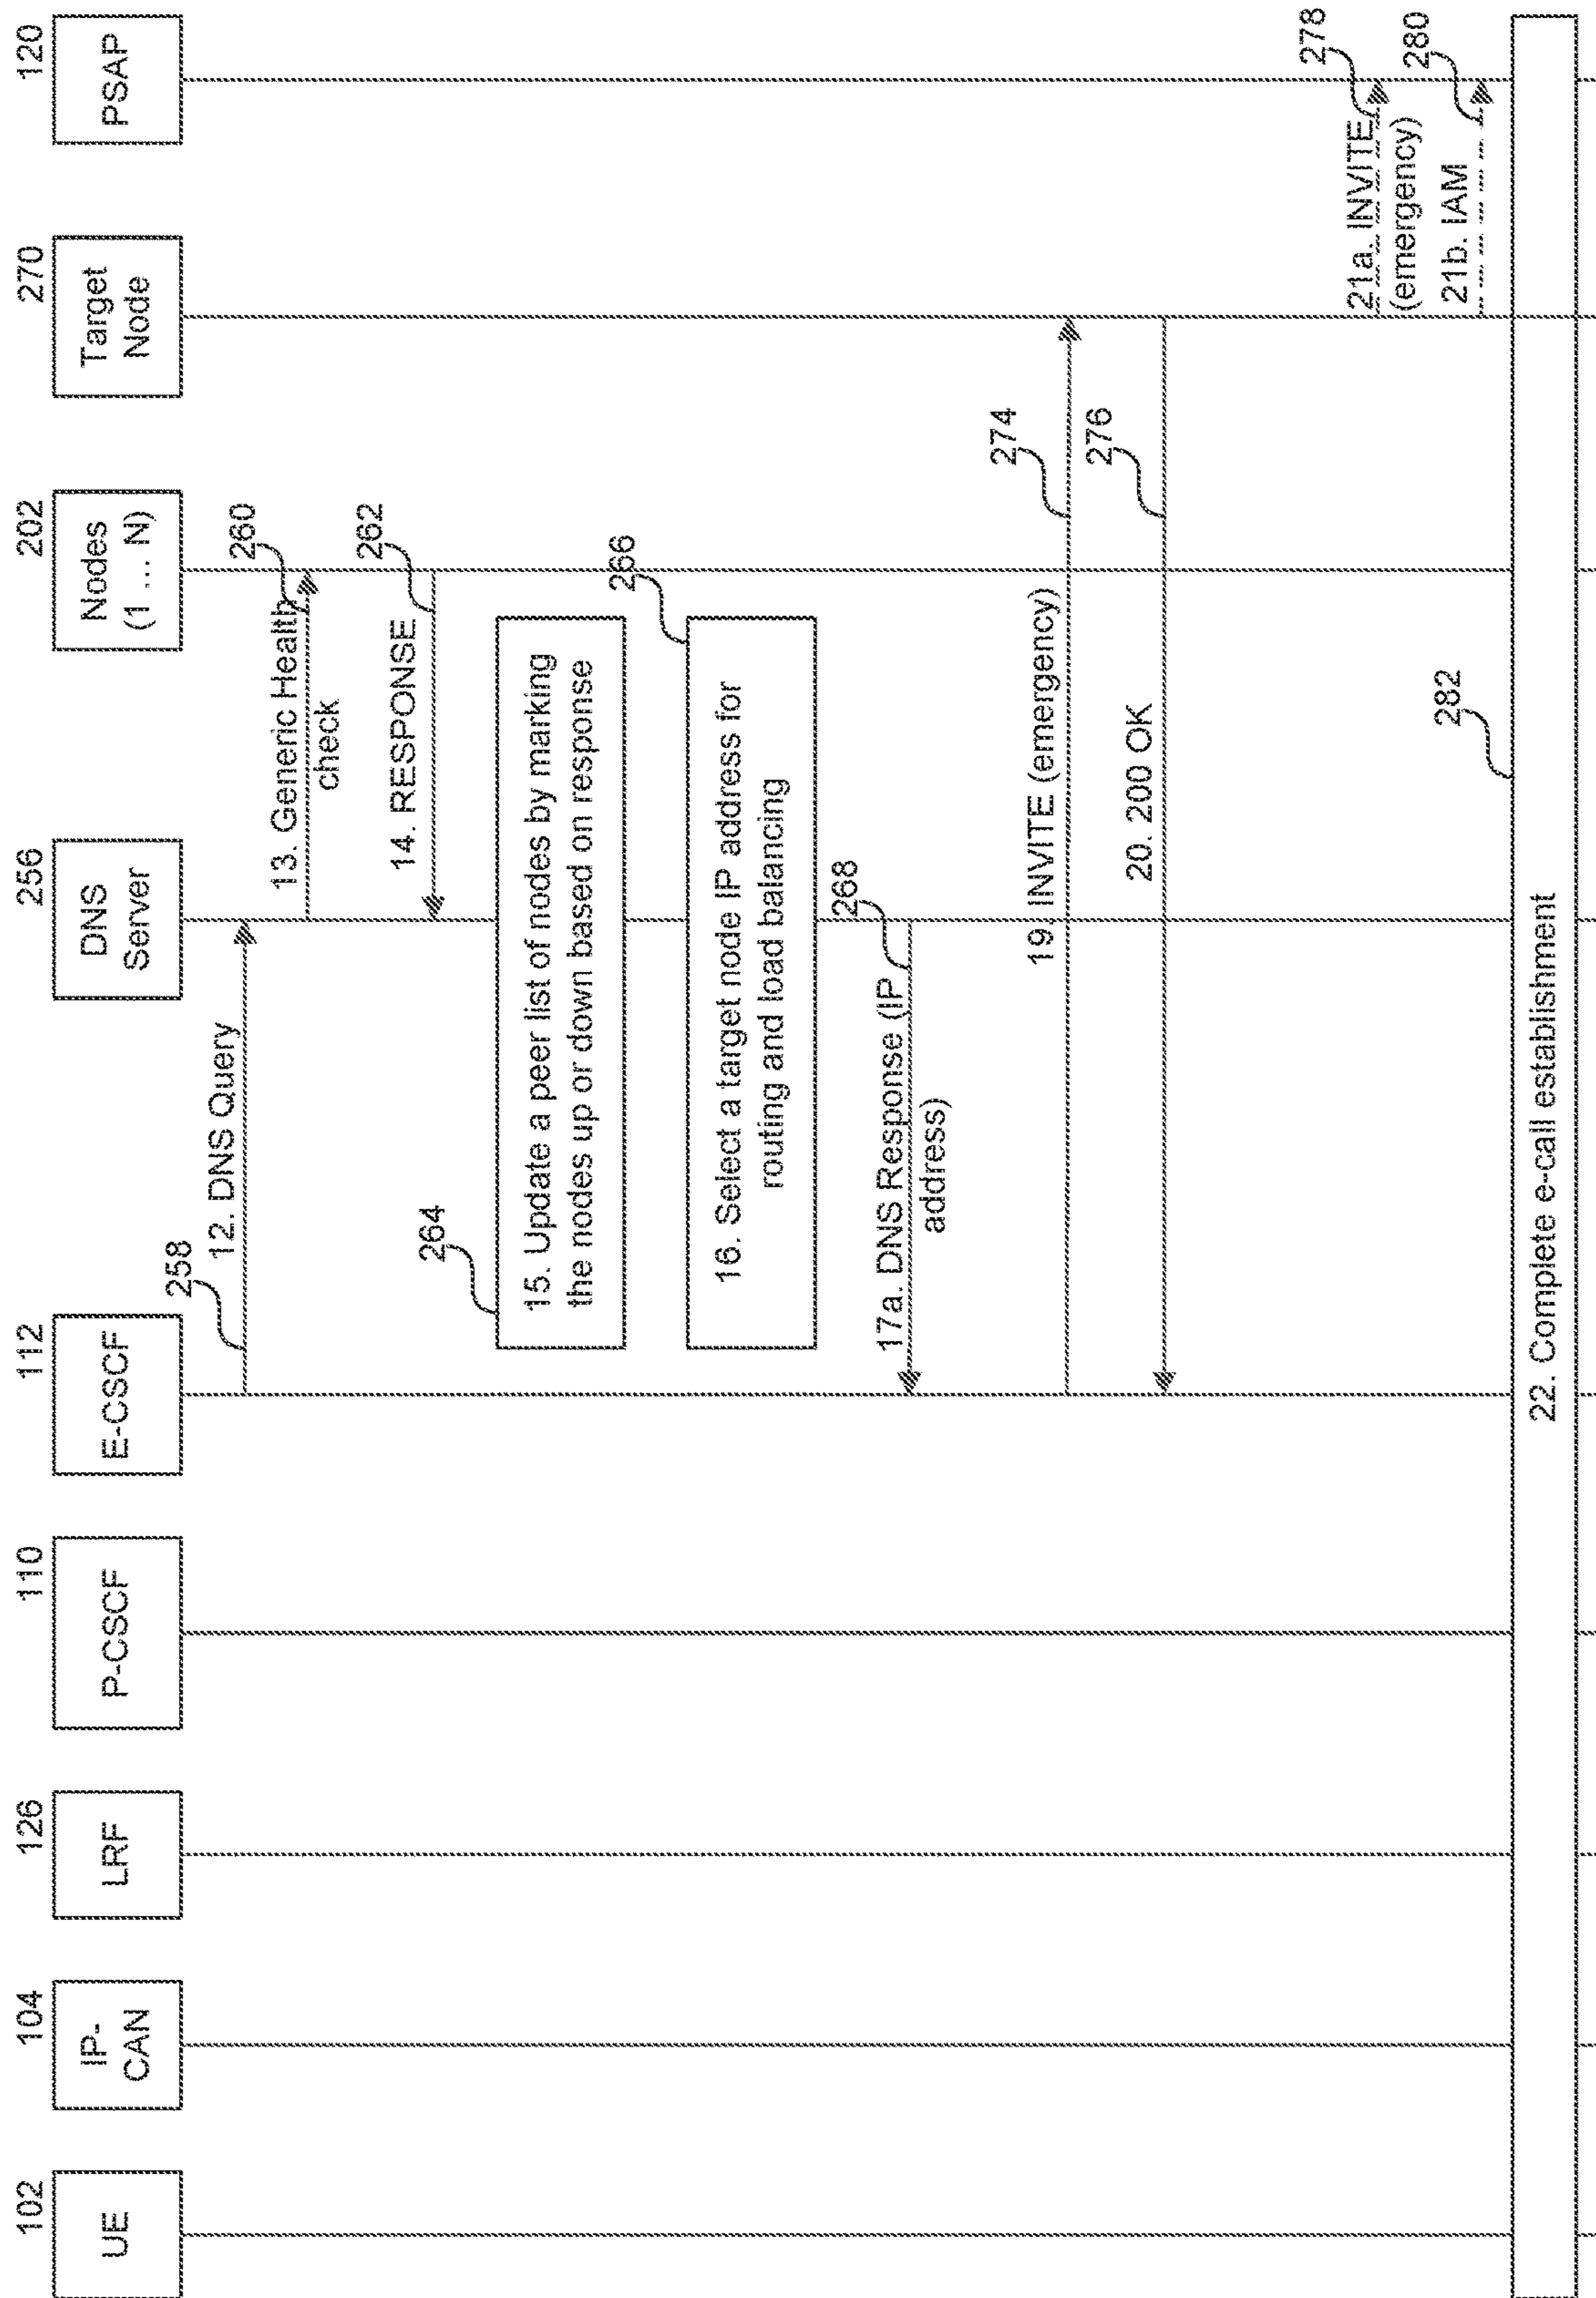 102
UE
104
IP-
CAN
126
LRF
110
P-CSCF
112
E-CSCF
256
DNS
Server
202
Nodes
(1 ... N)
270
Target
Node
120
PSAP
258
12. DNS Query
260
13. Generic Health
check
262
14. RESPONSE
264
15. Update a peer list of nodes by marking
the nodes up or down based on response
266
16. Select a target node IP address for
routing and load balancing
268
17a. DNS Response (IP
address)
274
19. INVITE (emergency)
276
20. 200 OK
278
21a. INVITE
(emergency)
280
21b. IAM
282
22. Complete e-call establishment